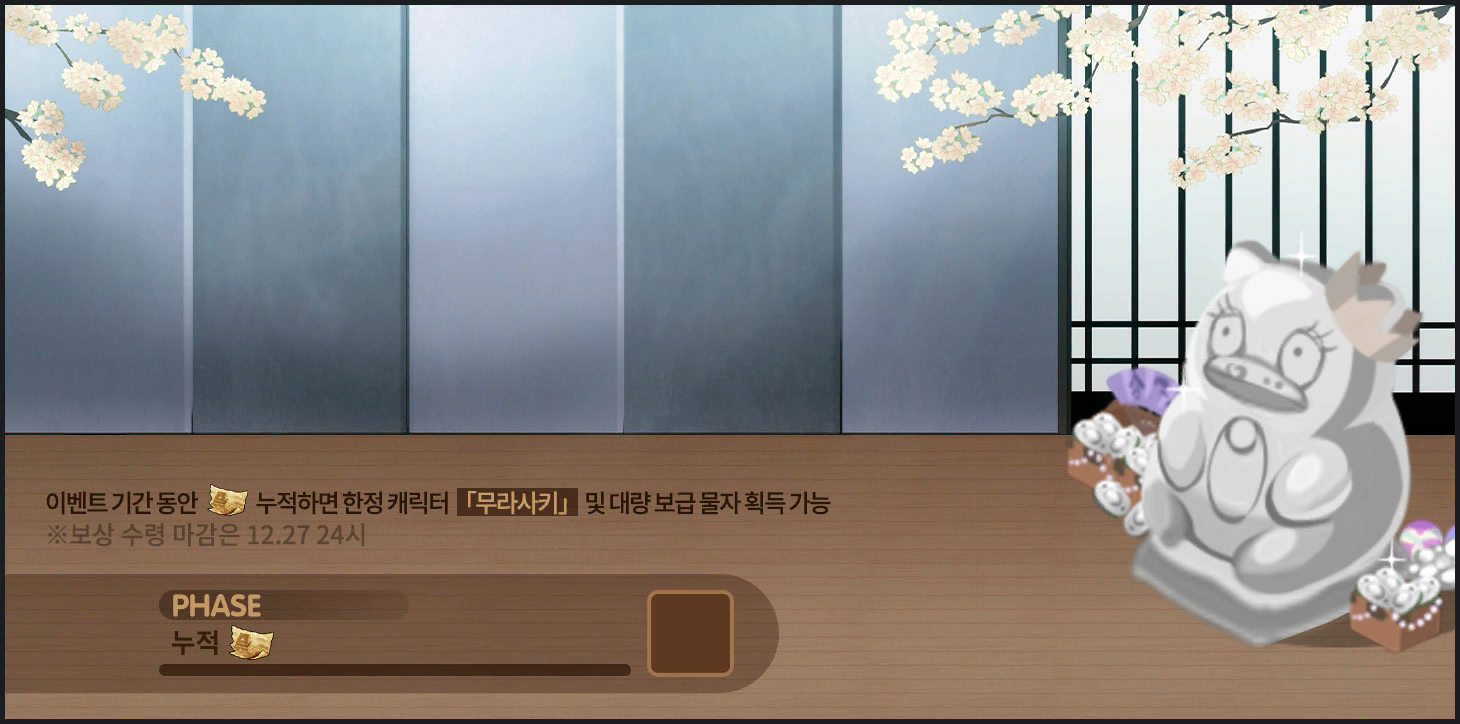 이벤트 기간 동안 누적하면 한정 캐릭터 「무라사키」 및 대량 보급 물자 획득 가능
※보상 수령 마감은 12.27 24시
PHASE
누적